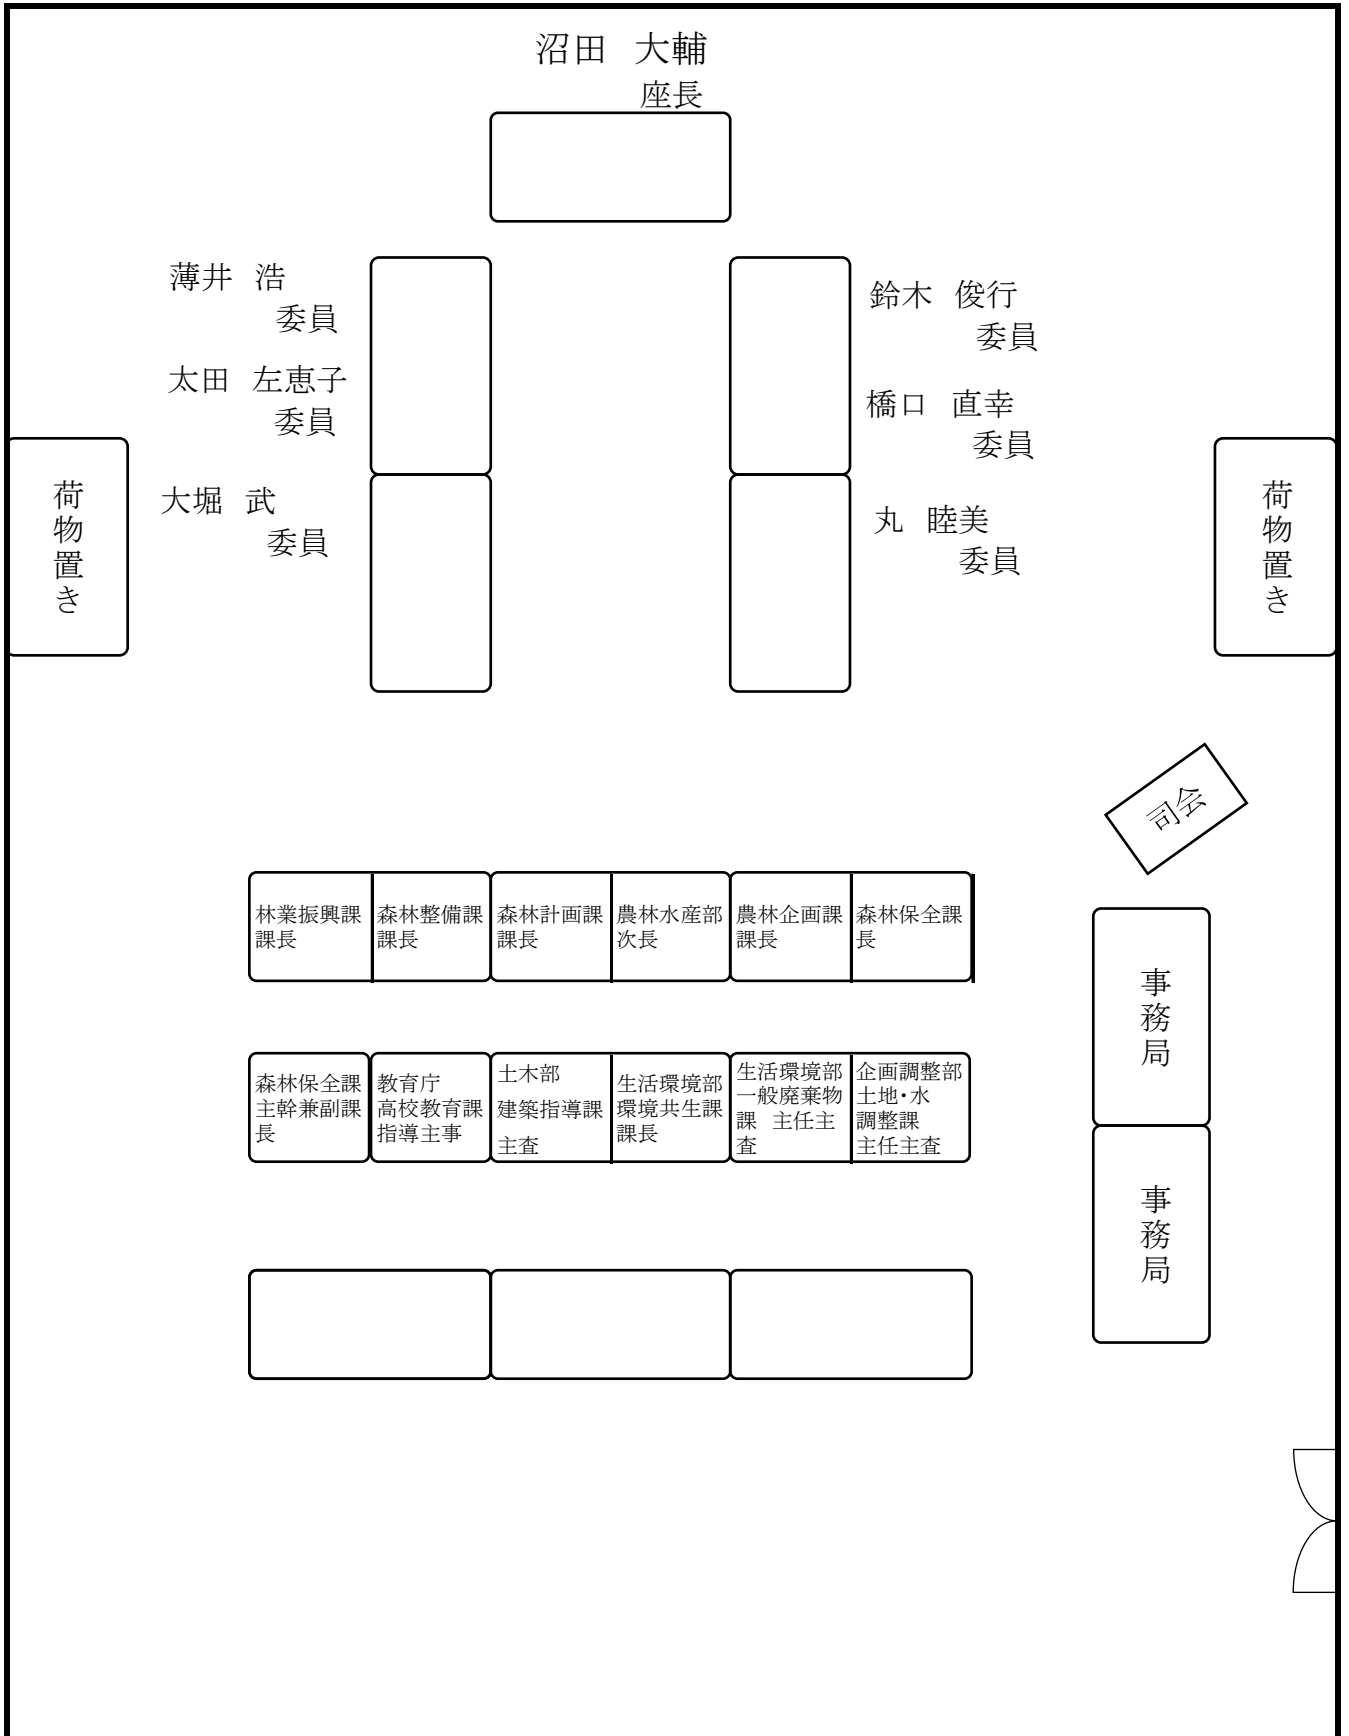 沼田　大輔
座長
薄井　浩
委員
鈴木　俊行
委員
太田　左恵子
委員
橋口　直幸
委員
大堀　武
委員
丸　睦美
委員
荷物置き
荷物置き
司会
林業振興課
課長
森林整備課
課長
森林計画課
課長
農林水産部
次長
農林企画課
課長
森林保全課
長
事務局
森林保全課
主幹兼副課
長
教育庁
高校教育課
指導主事
土木部
建築指導課
主査
生活環境部
環境共生課
課長
生活環境部
一般廃棄物
課　主任主
査
企画調整部
土地・水
調整課
主任主査
事務局